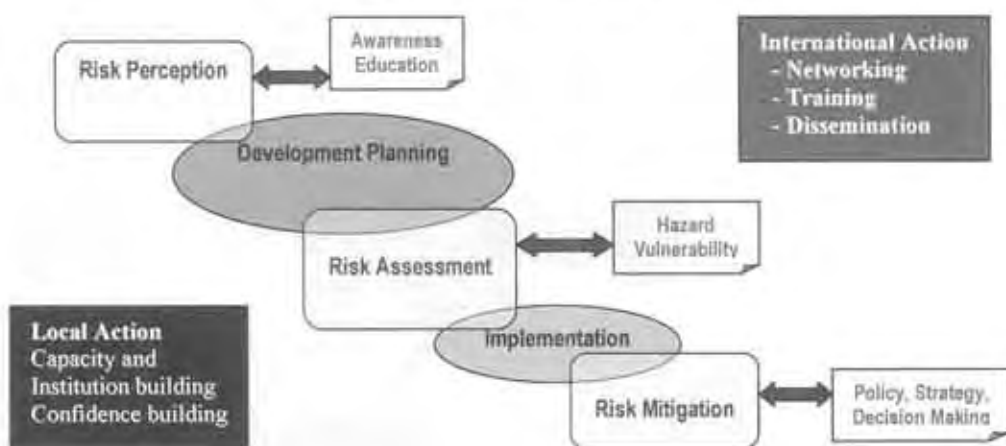 Risk Perception
Awareness
Education
International Action
- Networking
- Training
- Dissemination
Development Planning
Risk Assessment
Hazard
Vulnerability
Local Action
Capacity and
Institution building
Confidence building
Implementation
Risk Mitigation
Policy, Strategy,
Decision Making